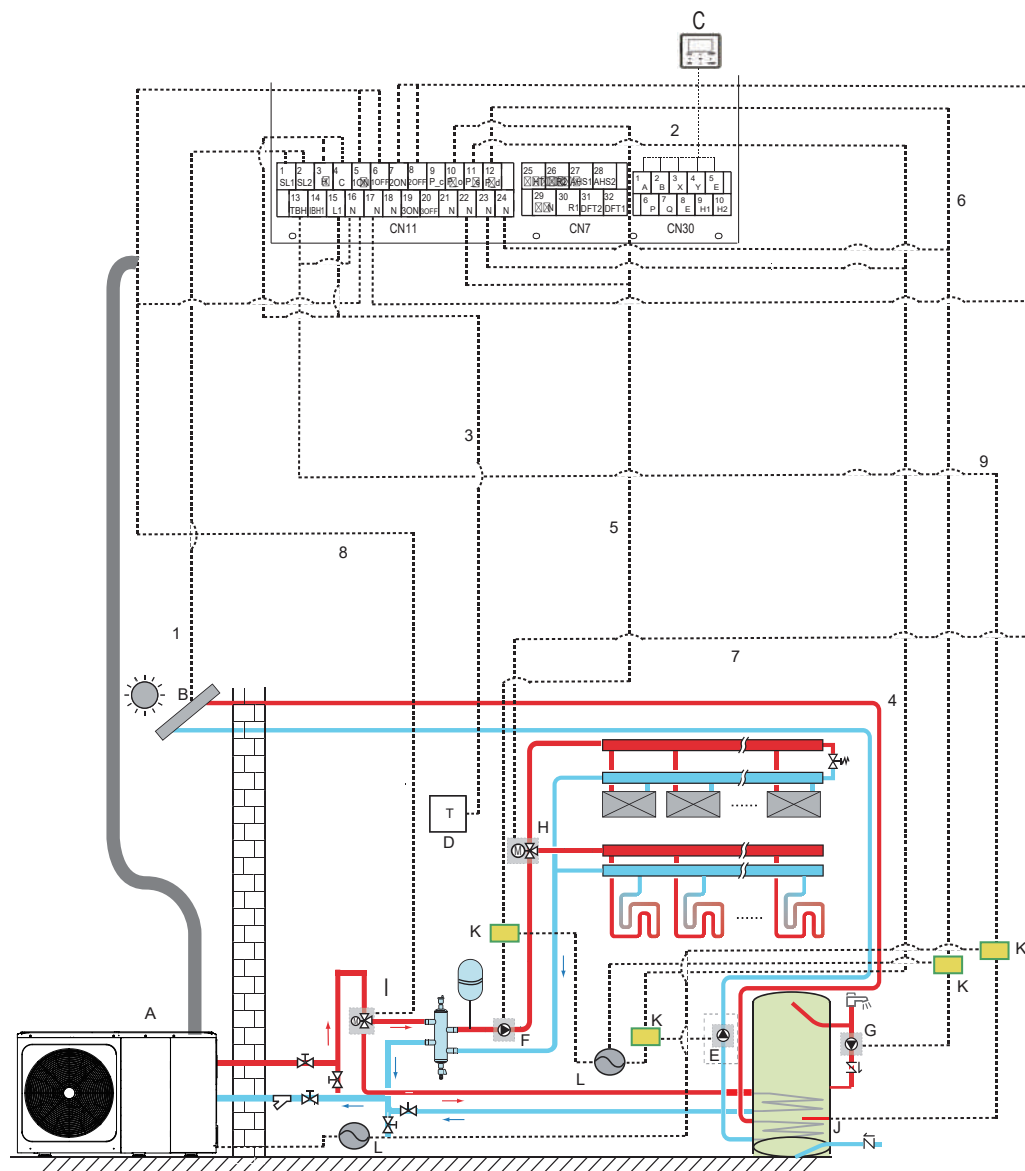 C
2
1 2 3 4 5 6 7 8 9 10 11 12
SL1 SL2 C 1OFF 2ON 2OFF P_c
25 26 27 28
AHS2
1 2 3 4 5
A B X Y E
13 14 15 16 17 18 19 20 21 22 23 24
TBH IBH1 L1 N N N 3ON 3OFF N N N
29 30 31 32
N R1 DFT2 DFT1
6 7 8 9 10
P Q E H1 H2
CN11
CN7
CN30
6
3
9
5
8
1
7
B
4
T
D
H
M
K
K
K
I
A
M
F
K
E
G
L
L
J